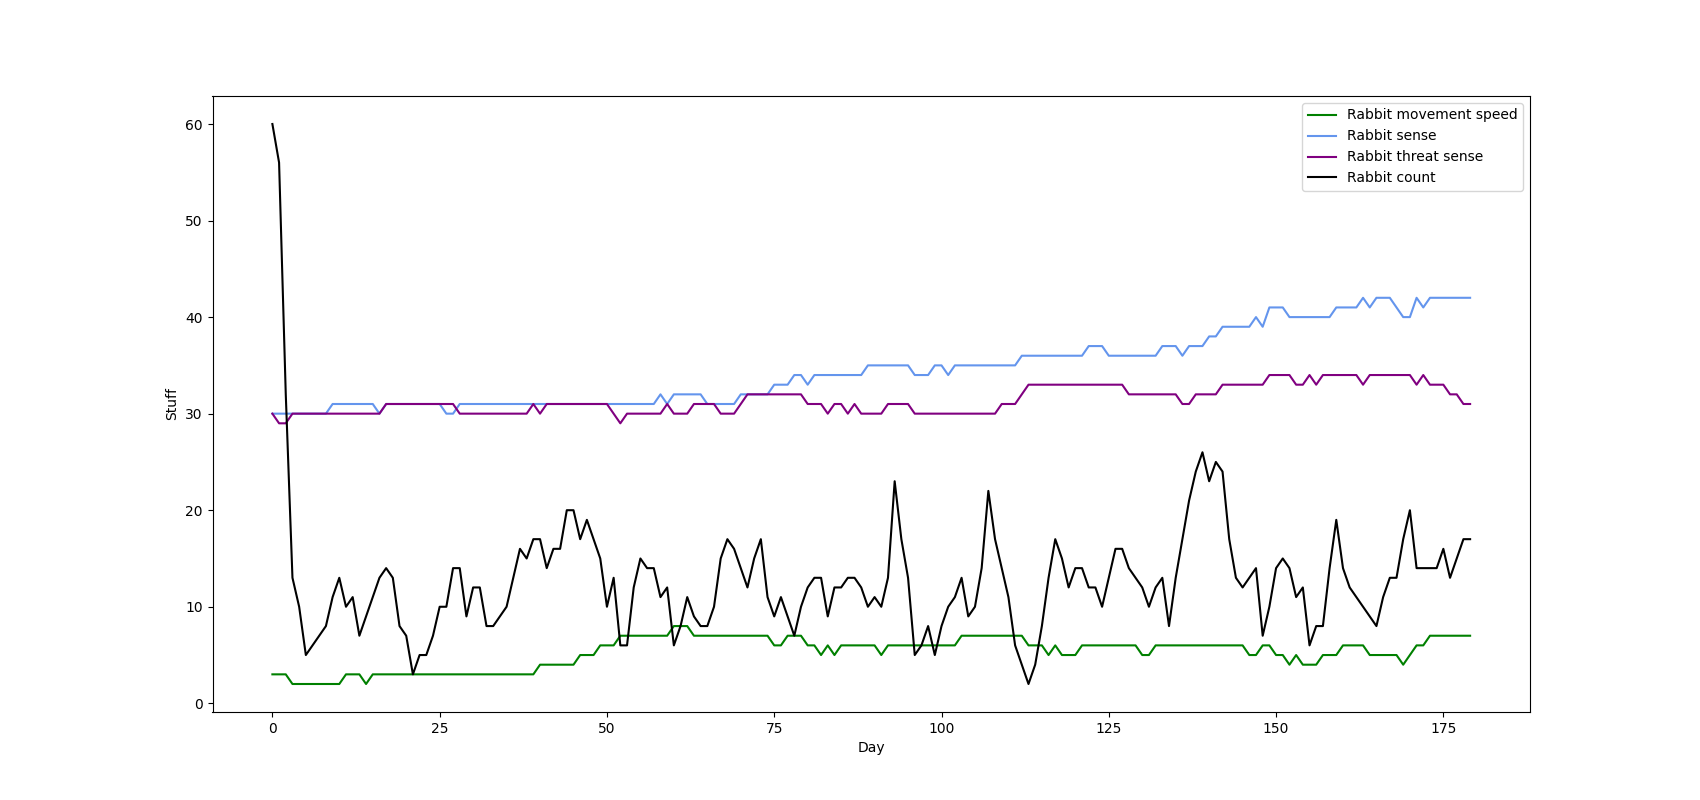 Rabbit movement speed
Rabbit sense
Rabbit threat sense
Rabbit count
60
50
40
30
20
10
0
Stuff
0 25 50 75 100 125 150 175
Day